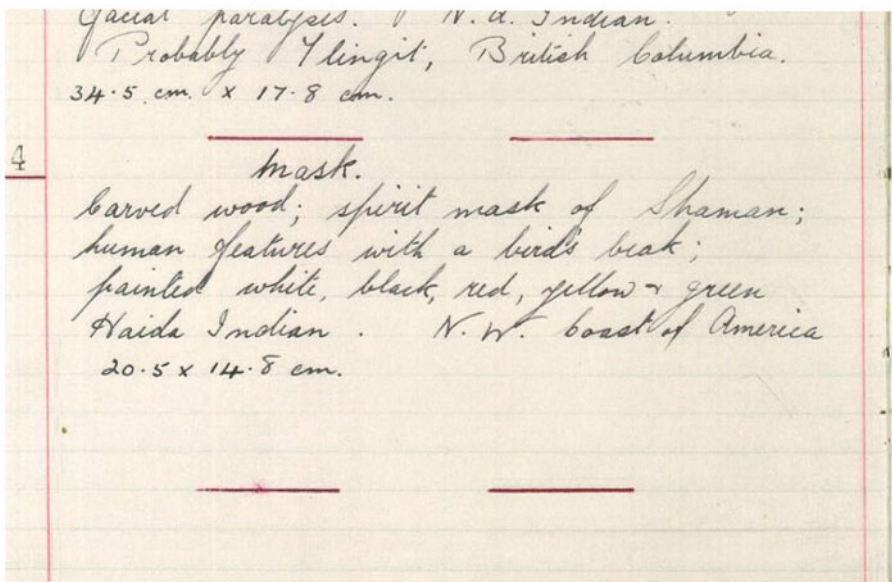 facial paralysis. N. A. Indian.
Probably Tlingit, British Columbia.
34·5 cm. x 17·8 cm.
4
Mask.
Carved wood; spirit mask of Shaman;
human features with a bird's beak;
painted white, black, red, yellow & green
Haida Indian. N. W. Coast of America
20·5 x 14·8 cm.